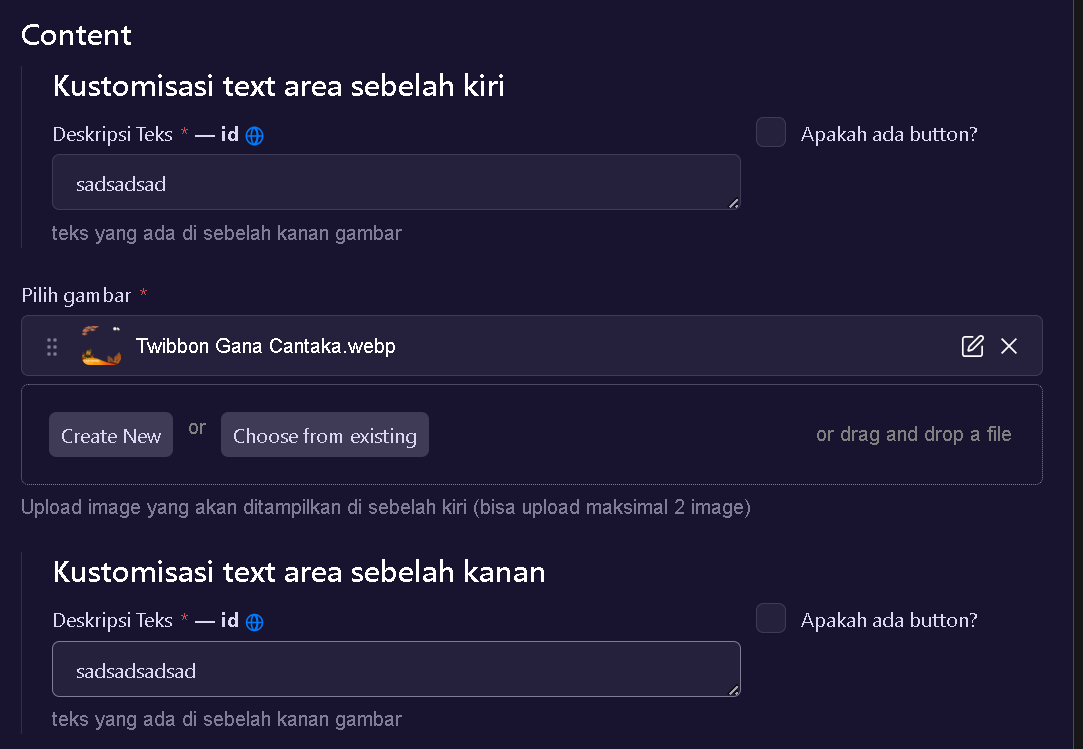 Content
Kustomisasi text area sebelah kiri
Deskripsi Teks * — id
Apakah ada button?
sadsadsad
teks yang ada di sebelah kanan gambar
Pilih gambar *
Twibbon Gana Cantaka.webp
Create New or Choose from existing or drag and drop a file
Upload image yang akan ditampilkan di sebelah kiri (bisa upload maksimal 2 image)
Kustomisasi text area sebelah kanan
Deskripsi Teks * — id
Apakah ada button?
sadsadsadsad
teks yang ada di sebelah kanan gambar